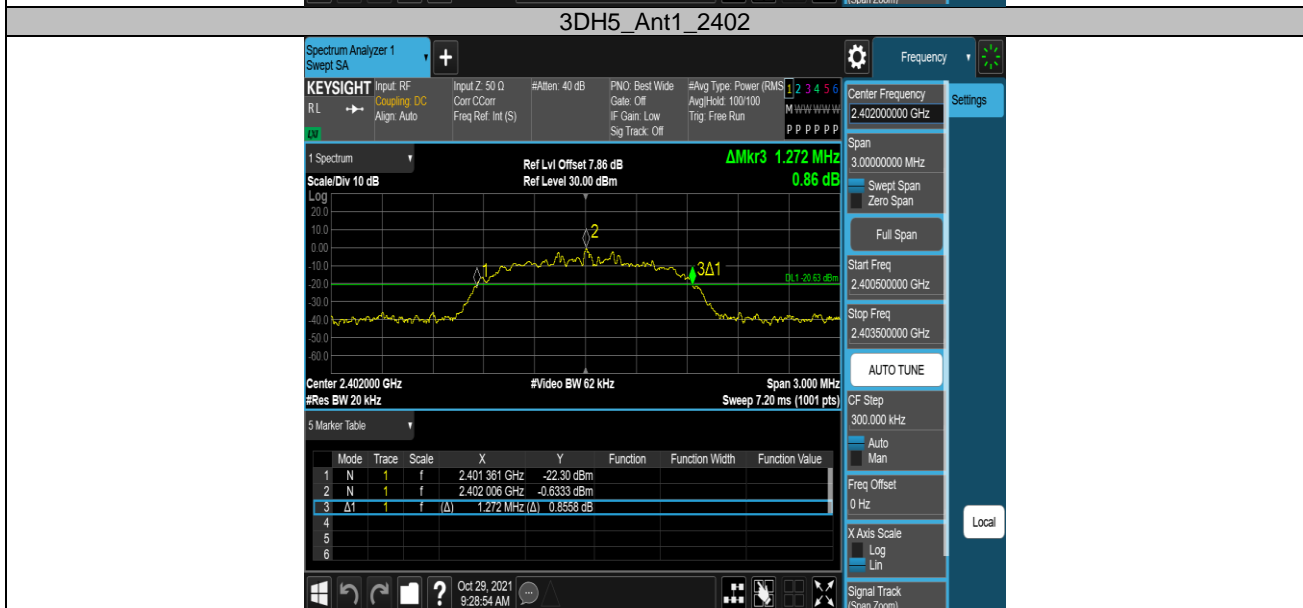 (Span Zoom)
3DH5_Ant1_2402
Spectrum Analyzer 1
Swept SA
Frequency
KEYSIGHT
RL
Input: RF
Coupling: DC
Align: Auto
Input Z: 50 Ω
Corr CCorr
Freq Ref: Int (S)
#Atten: 40 dB
PNO: Best Wide
Gate: Off
IF Gain: Low
Sig Track: Off
#Avg Type: Power (RMS
Avg|Hold: 100/100
Trig: Free Run
1 2 3 4 5 6
M W W W W W
P P P P P P
1 Spectrum
Scale/Div 10 dB
Ref Lvl Offset 7.86 dB
Ref Level 30.00 dBm
ΔMkr3 1.272 MHz
0.86 dB
Log
20.0
10.0
0.00
-10.0
-20.0
-30.0
-40.0
-50.0
-60.0
1
2
3Δ1
DL1 -20.63 dBm
Center 2.402000 GHz
#Video BW 62 kHz
Span 3.000 MHz
#Res BW 20 kHz
Sweep 7.20 ms (1001 pts)
5 Marker Table
Mode Trace Scale X Y Function Function Width Function Value
1 N 1 f 2.401 361 GHz -22.30 dBm
2 N 1 f 2.402 006 GHz -0.6333 dBm
3 Δ1 1 f (Δ) 1.272 MHz (Δ) 0.8558 dB
4
5
6
Oct 29, 2021
9:28:54 AM
Center Frequency
2.402000000 GHz
Settings
Span
3.00000000 MHz
Swept Span
Zero Span
Full Span
Start Freq
2.400500000 GHz
Stop Freq
2.403500000 GHz
AUTO TUNE
CF Step
300.000 kHz
Auto
Man
Freq Offset
0 Hz
Local
X Axis Scale
Log
Lin
Signal Track
(Span Zoom)